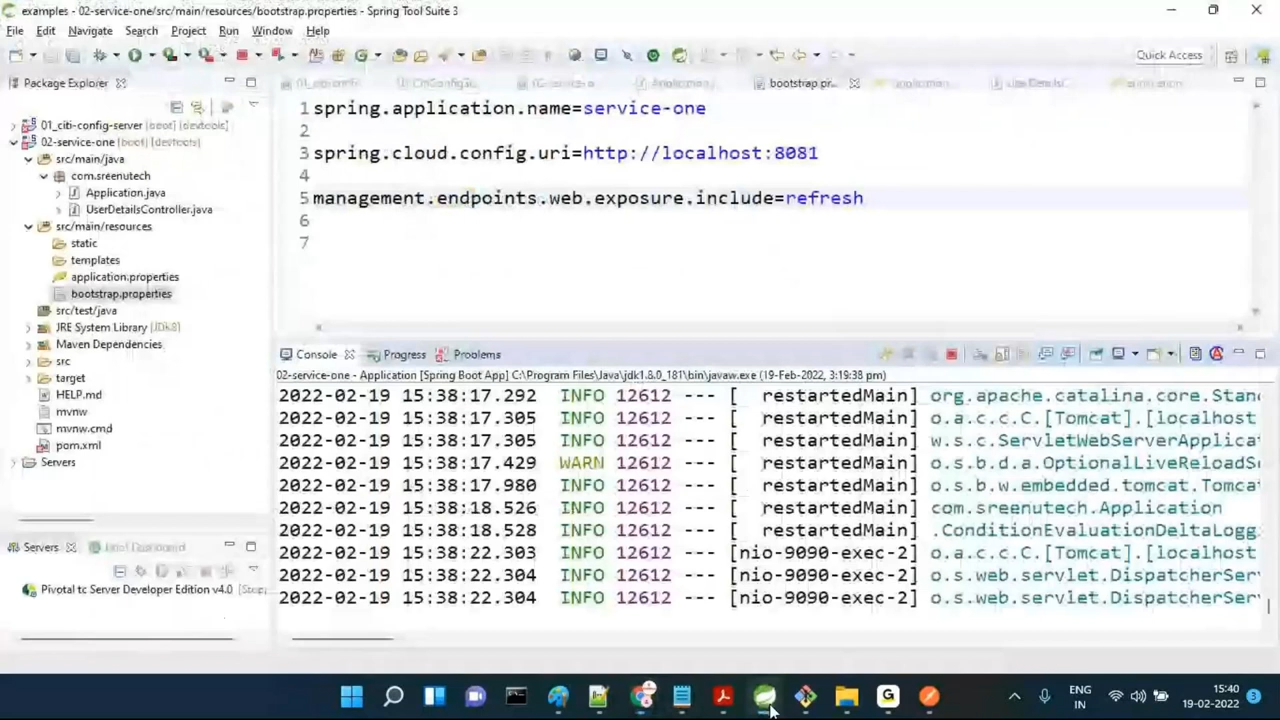 examples - 02-service-one/src/main/resources/bootstrap.properties - Spring Tool Suite 3
File Edit Navigate Search Project Run Window Help
Quick Access
Package Explorer
bootstrap.pr...
01_citi-config-server [boot] [devtools]
02-service-one [boot] [devtools]
src/main/java
com.sreenutech
Application.java
UserDetailsController.java
src/main/resources
static
templates
application.properties
bootstrap.properties
src/test/java
JRE System Library [JDK8]
Maven Dependencies
src
target
HELP.md
mvnw
mvnw.cmd
pom.xml
Servers
1 spring.application.name=service-one
2
3 spring.cloud.config.uri=http://localhost:8081
4
5 management.endpoints.web.exposure.include=refresh
6
7
Servers Boot Dashboard
Pivotal tc Server Developer Edition v4.0 [Stop
Console Progress Problems
02-service-one - Application [Spring Boot App] C:\Program Files\Java\jdk1.8.0_181\bin\javaw.exe (19-Feb-2022, 3:19:38 pm)
2022-02-19 15:38:17.292 INFO 12612 --- [ restartedMain] org.apache.catalina.core.Stan
2022-02-19 15:38:17.305 INFO 12612 --- [ restartedMain] o.a.c.c.C.[Tomcat].[localhost
2022-02-19 15:38:17.305 INFO 12612 --- [ restartedMain] w.s.c.ServletWebServerApplica
2022-02-19 15:38:17.429 WARN 12612 --- [ restartedMain] o.s.b.d.a.OptionalLiveReloadSe
2022-02-19 15:38:17.980 INFO 12612 --- [ restartedMain] o.s.b.w.embedded.tomcat.Tomca
2022-02-19 15:38:18.526 INFO 12612 --- [ restartedMain] com.sreenutech.Application
2022-02-19 15:38:18.528 INFO 12612 --- [ restartedMain] .ConditionEvaluationDeltaLogg
2022-02-19 15:38:22.303 INFO 12612 --- [nio-9090-exec-2] o.a.c.c.C.[Tomcat].[localhost
2022-02-19 15:38:22.304 INFO 12612 --- [nio-9090-exec-2] o.s.web.servlet.DispatcherSer
2022-02-19 15:38:22.304 INFO 12612 --- [nio-9090-exec-2] o.s.web.servlet.DispatcherSer
ENG
IN
15:40
19-02-2022
3